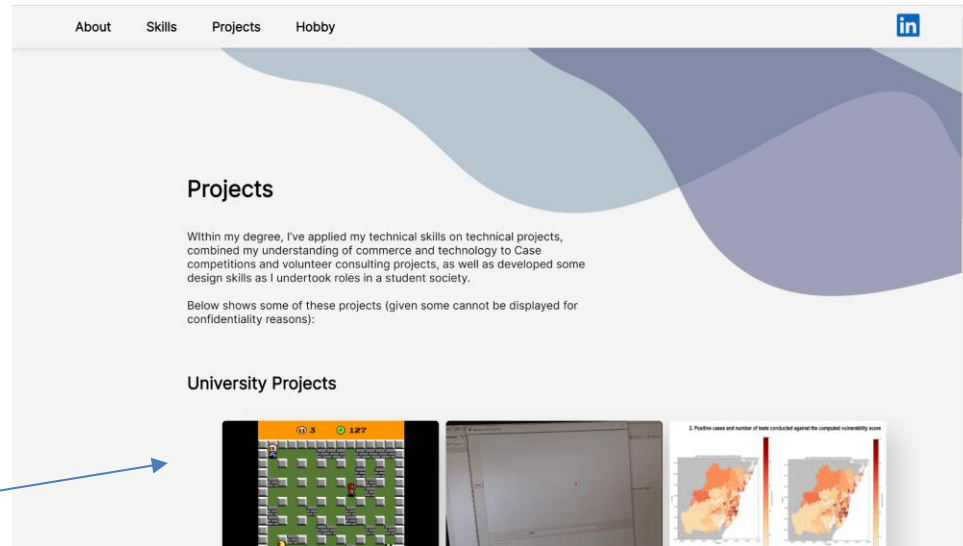 About Skills Projects Hobby in
Projects
WIthin my degree, I've applied my technical skills on technical projects,
combined my understanding of commerce and technology to Case
competitions and volunteer consulting projects, as well as developed some
design skills as I undertook roles in a student society.
Below shows some of these projects (given some cannot be displayed for
confidentiality reasons):
University Projects
3 127
2. Positive cases and number of tests conducted against the computed vulnerability score